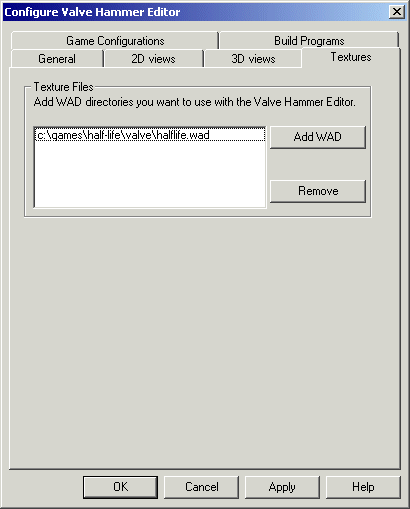 Configure Valve Hammer Editor
Game Configurations
Build Programs
General
2D views
3D views
Textures
Texture Files
Add WAD directories you want to use with the Valve Hammer Editor.
c:\games\half-life\valve\halflife.wad
Add WAD
Remove
OK
Cancel
Apply
Help